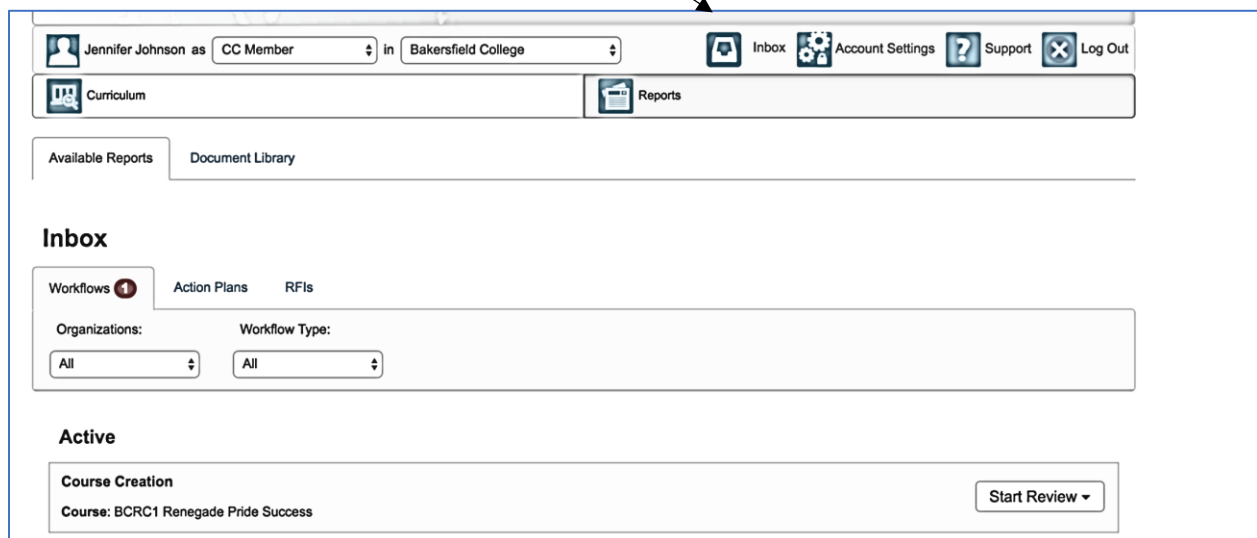 Jennifer Johnson as CC Member in Bakersfield College Inbox Account Settings Support Log Out
Curriculum Reports
Available Reports Document Library
Inbox
Workflows 1 Action Plans RFIs
Organizations: Workflow Type:
All All
Active
Course Creation
Start Review
Course: BCRC1 Renegade Pride Success